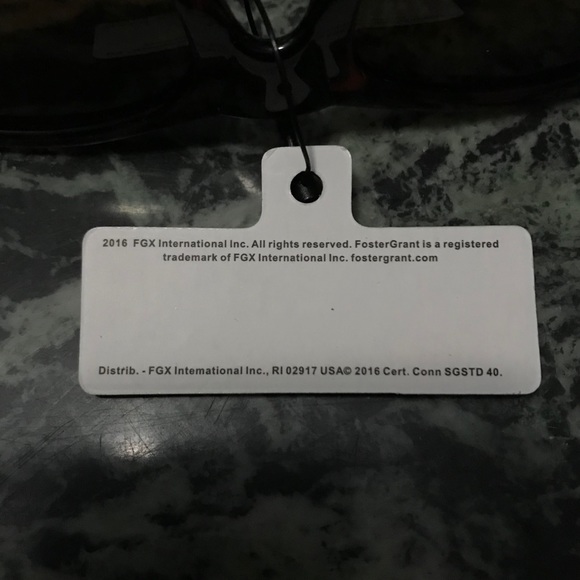 2016 FGX International Inc. All rights reserved. FosterGrant is a registered
trademark of FGX International Inc. fostergrant.com
Distrib. - FGX International Inc., RI 02917 USA© 2016 Cert. Conn SGSTD 40.